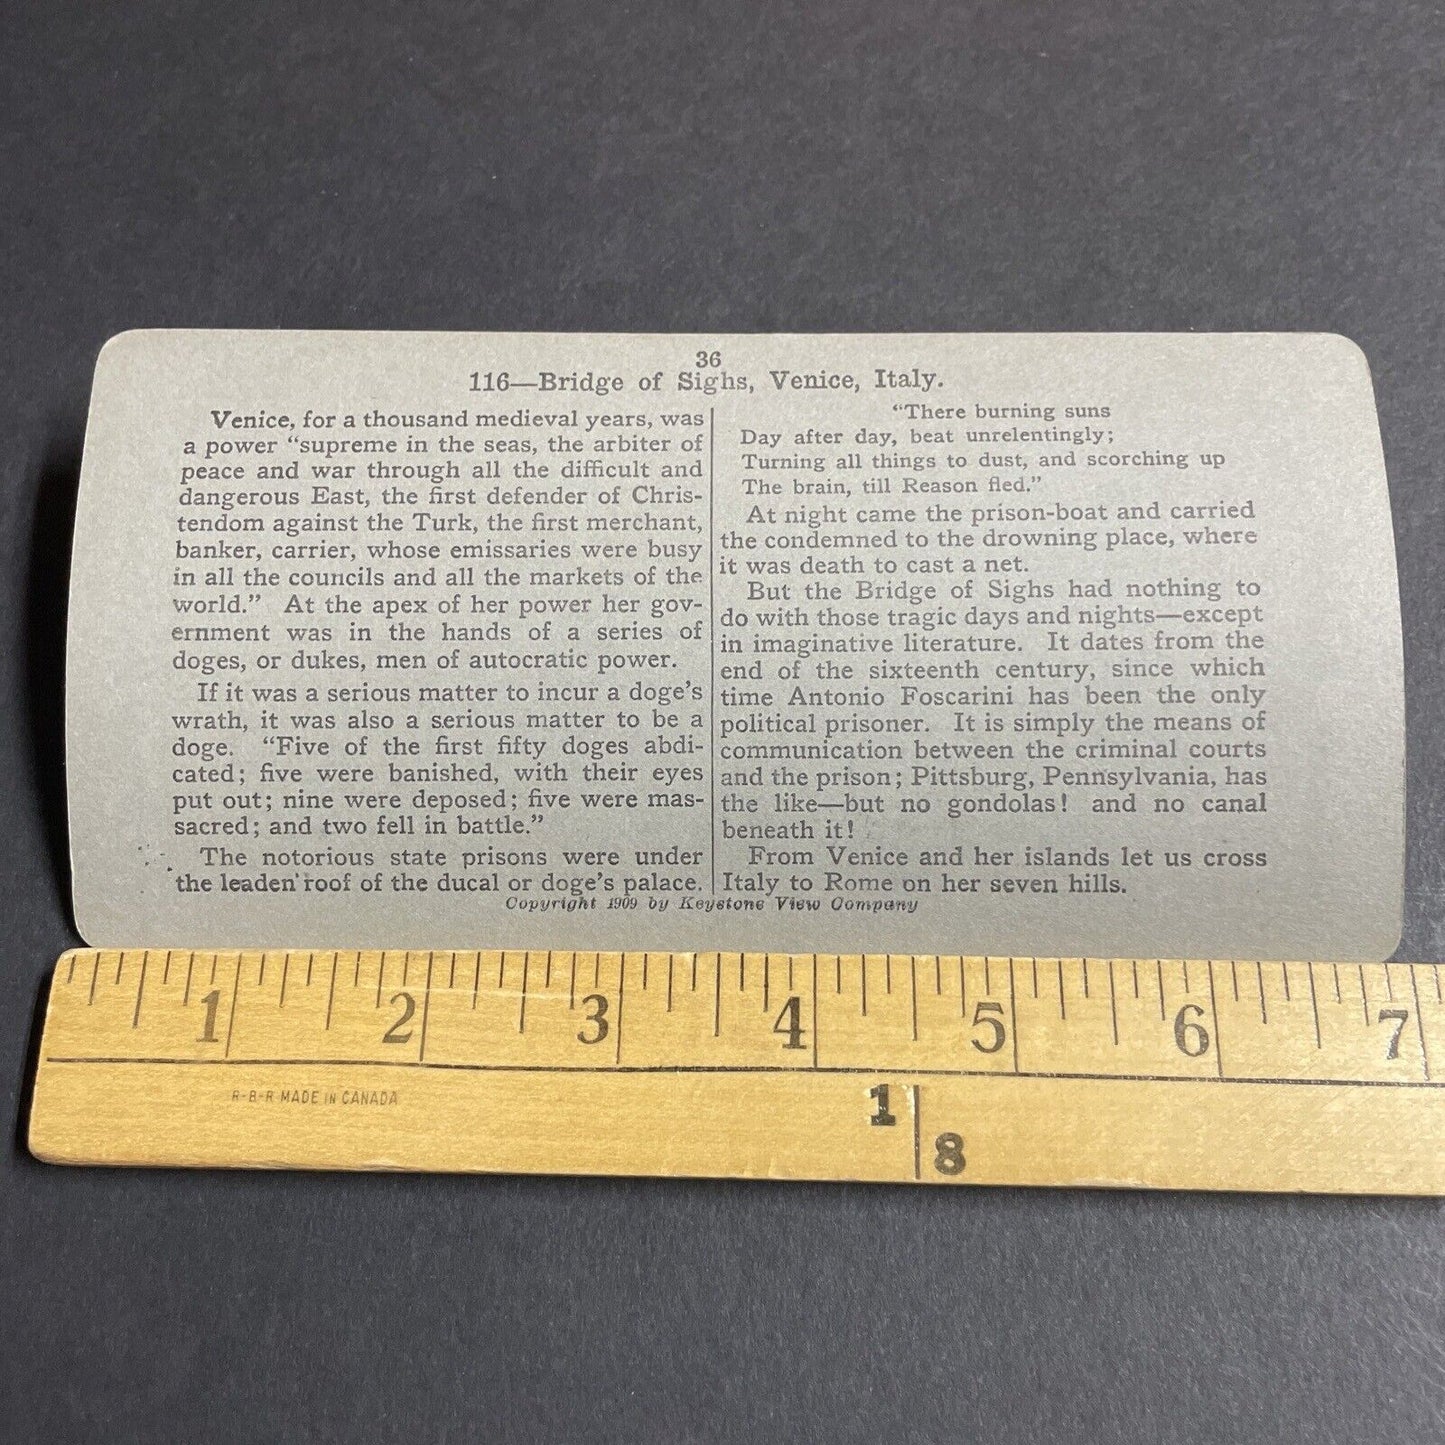 36
116—Bridge of Sighs, Venice, Italy.
Venice, for a thousand medieval years, was
a power “supreme in the seas, the arbiter of
peace and war through all the difficult and
dangerous East, the first defender of Chris-
tendom against the Turk, the first merchant,
banker, carrier, whose emissaries were busy
in all the councils and all the markets of the
world.” At the apex of her power her gov-
ernment was in the hands of a series of
doges, or dukes, men of autocratic power.
If it was a serious matter to incur a doge's
wrath, it was also a serious matter to be a
doge. “Five of the first fifty doges abdi-
cated; five were banished, with their eyes
put out; nine were deposed; five were mas-
sacred; and two fell in battle.”
The notorious state prisons were under
the leaden roof of the ducal or doge's palace.
“There burning suns
Day after day, beat unrelentingly;
Turning all things to dust, and scorching up
The brain, till Reason fled.”
At night came the prison-boat and carried
the condemned to the drowning place, where
it was death to cast a net.
But the Bridge of Sighs had nothing to
do with those tragic days and nights—except
in imaginative literature. It dates from the
end of the sixteenth century, since which
time Antonio Foscarini has been the only
political prisoner. It is simply the means of
communication between the criminal courts
and the prison; Pittsburg, Pennsylvania, has
the like—but no gondolas! and no canal
beneath it!
From Venice and her islands let us cross
Italy to Rome on her seven hills.
Copyright 1909 by Keystone View Company
1 2 3 4 5 6 7
R-B-R MADE IN CANADA
1
8